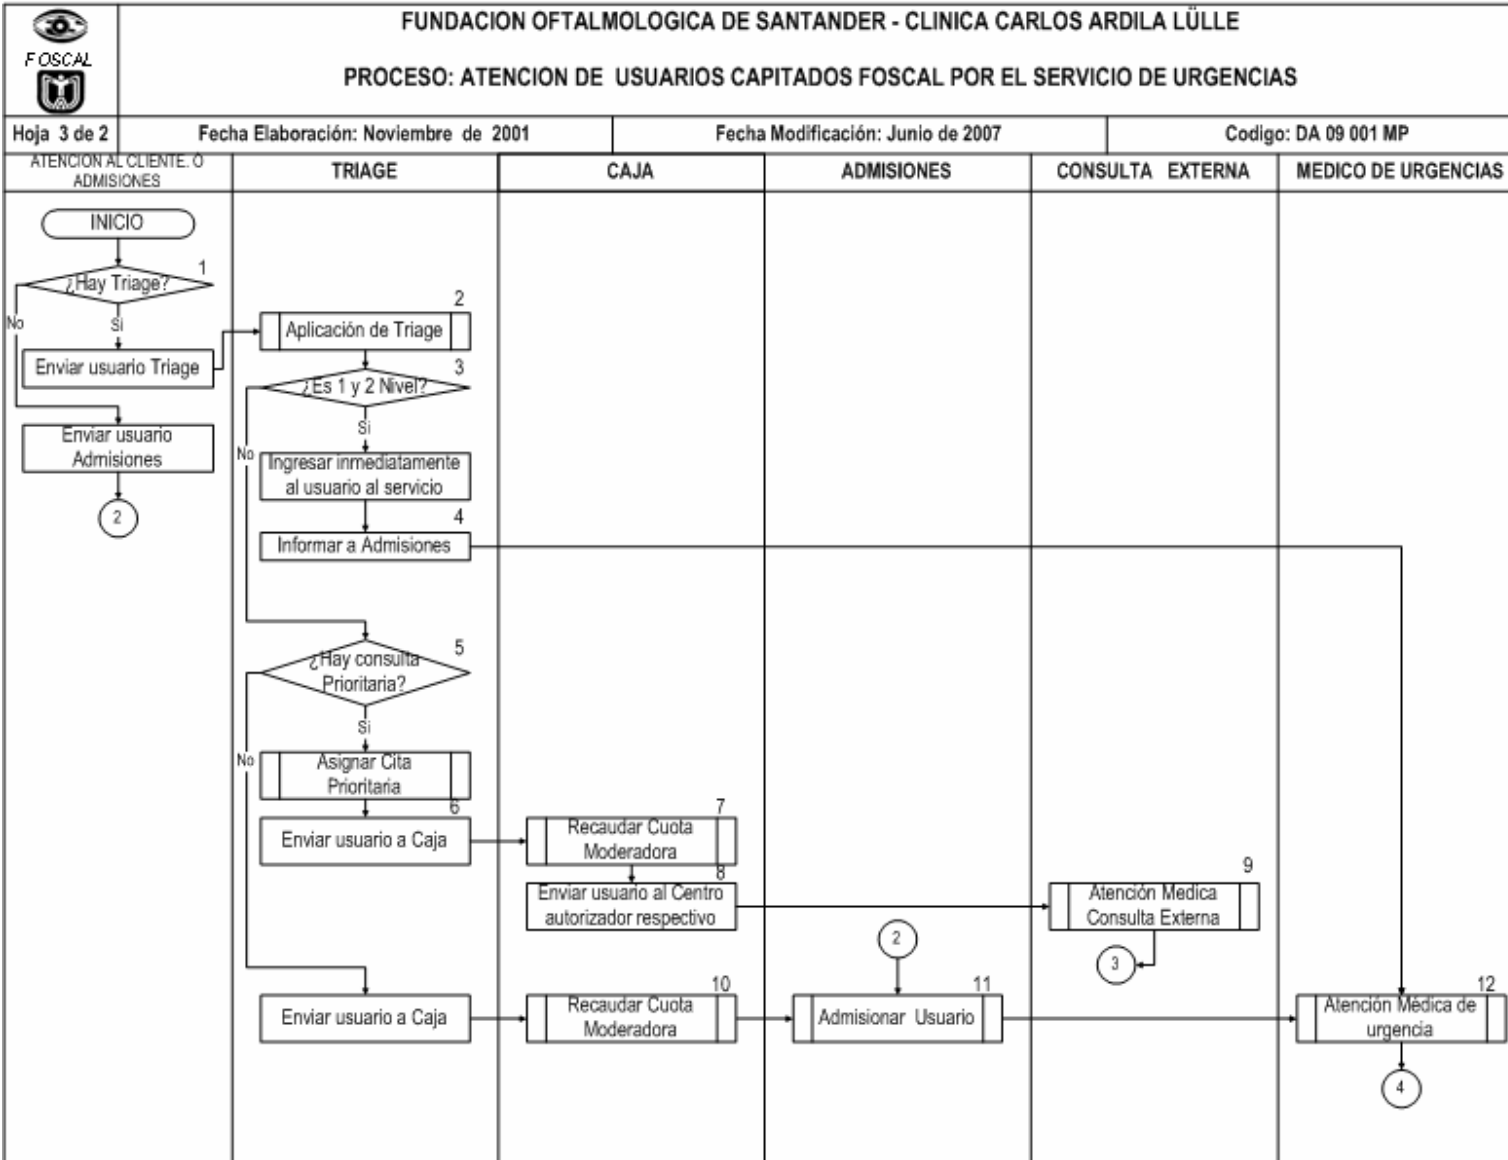 FUNDACION OFTALMOLOGICA DE SANTANDER - CLINICA CARLOS ARDILA LÜLLE
FOSCAL
PROCESO: ATENCION DE USUARIOS CAPITADOS FOSCAL POR EL SERVICIO DE URGENCIAS
Hoja 3 de 2
Fecha Elaboración: Noviembre de 2001
Fecha Modificación: Junio de 2007
Codigo: DA 09 001 MP
ATENCION AL CLIENTE. O
ADMISIONES
TRIAGE
CAJA
ADMISIONES
CONSULTA EXTERNA
MEDICO DE URGENCIAS
INICIO
1
¿Hay Triage?
No
Si
Enviar usuario Triage
Enviar usuario
Admisiones
2
2
Aplicación de Triage
3
¿Es 1 y 2 Nivel?
Si
No
Ingresar inmediatamente
al usuario al servicio
4
Informar a Admisiones
5
¿Hay consulta
Prioritaria?
Si
No
Asignar Cita
Prioritaria
6
Enviar usuario a Caja
7
Recaudar Cuota
Moderadora
8
Enviar usuario al Centro
autorizador respectivo
9
Atención Medica
Consulta Externa
3
2
Enviar usuario a Caja
10
Recaudar Cuota
Moderadora
11
Admisionar Usuario
12
Atención Médica de
urgencia
4